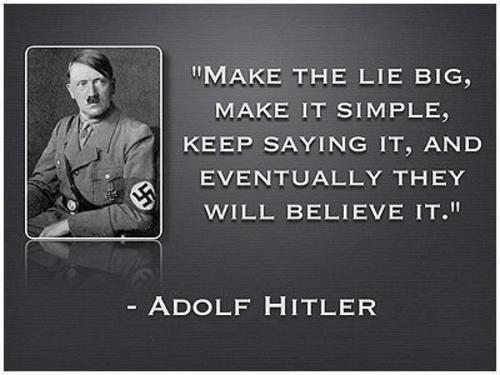 "MAKE THE LIE BIG,
MAKE IT SIMPLE,
KEEP SAYING IT, AND
EVENTUALLY THEY
WILL BELIEVE IT."
- ADOLF HITLER